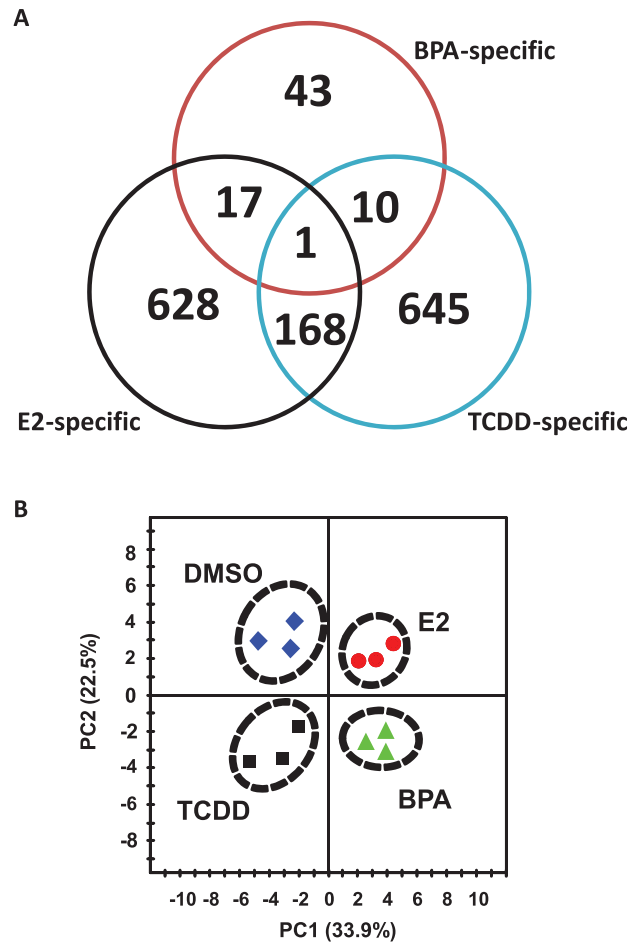 A
BPA-specific
43
17
10
1
628
168
645
E2-specific
TCDD-specific
B
DMSO
E2
TCDD
BPA
PC2 (22.5%)
8
6
4
2
0
-2
-4
-6
-8
-10 -8 -6 -4 -2 0 2 4 6 8 10
PC1 (33.9%)